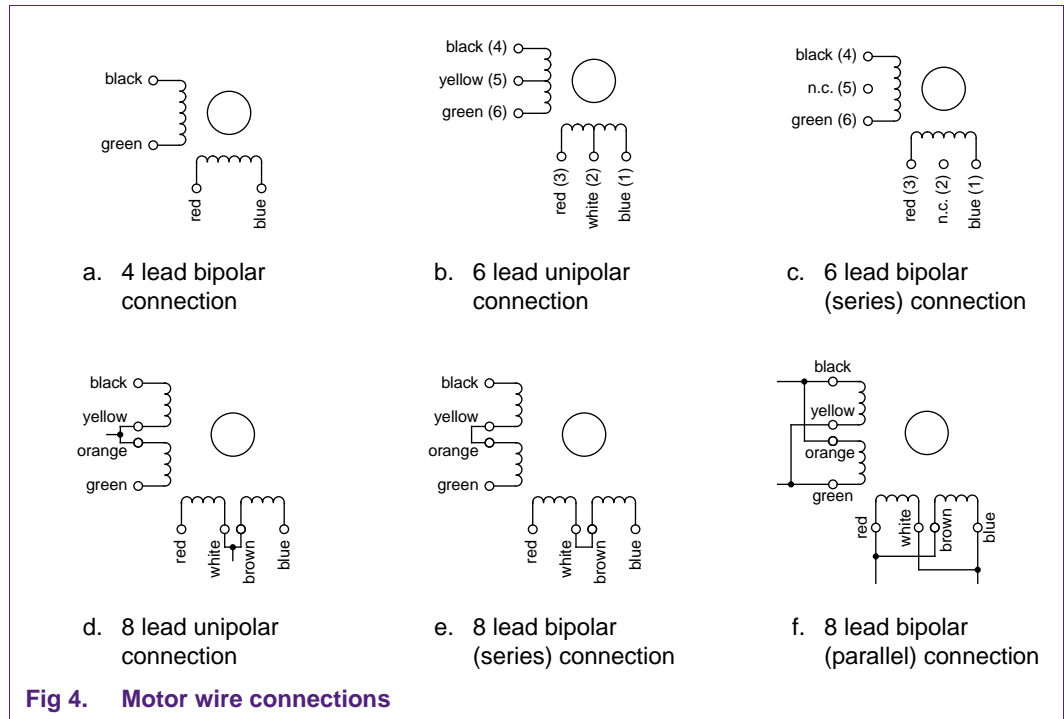 black
green
red
blue
a. 4 lead bipolar
connection
black (4)
yellow (5)
green (6)
red (3)
white (2)
blue (1)
b. 6 lead unipolar
connection
black (4)
n.c. (5)
green (6)
red (3)
n.c. (2)
blue (1)
c. 6 lead bipolar
(series) connection
black
yellow
orange
green
red
white
brown
blue
d. 8 lead unipolar
connection
black
yellow
orange
green
red
white
brown
blue
e. 8 lead bipolar
(series) connection
black
yellow
orange
green
red
white
brown
blue
f. 8 lead bipolar
(parallel) connection
Fig 4. Motor wire connections